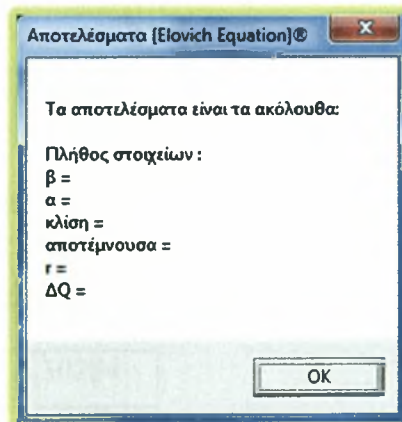 Αποτελέσματα {Elovich Equation}®
Τα αποτελέσματα είναι τα ακόλουθα:
Πλήθος στοιχείων :
β =
α =
κλίση =
αποτέμνουσα =
r =
ΔQ =
OK